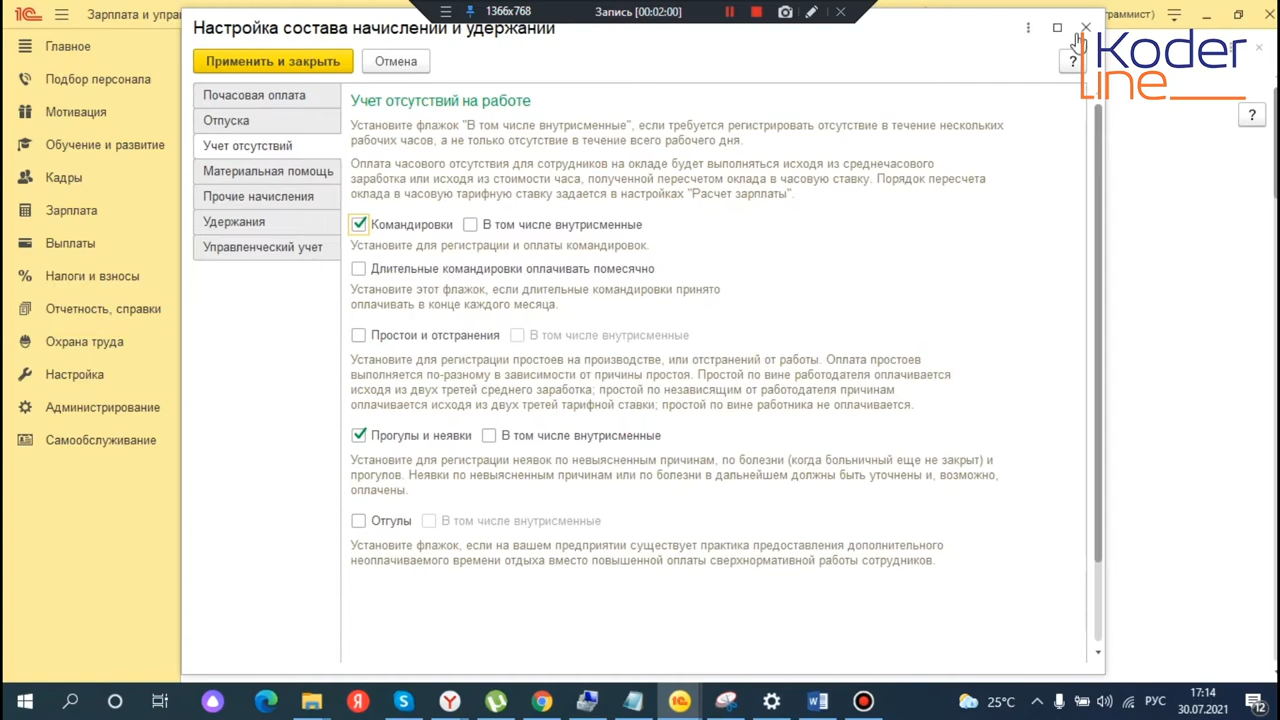 1366x768
Запись [00:02:00]
Зарплата и упра
граммист)
Настройка состава начислений и удержаний
Koder
line
Применить и закрыть
Отмена
?
?
Главное
Подбор персонала
Мотивация
Обучение и развитие
Кадры
Зарплата
Выплаты
Налоги и взносы
Отчетность, справки
Охрана труда
Настройка
Администрирование
Самообслуживание
Почасовая оплата
Отпуска
Учет отсутствий
Материальная помощь
Прочие начисления
Удержания
Управленческий учет
Учет отсутствий на работе
Установите флажок "В том числе внутрисменные", если требуется регистрировать отсутствие в течение нескольких
рабочих часов, а не только отсутствие в течение всего рабочего дня.
Оплата часового отсутствия для сотрудников на окладе будет выполняться исходя из среднечасового
заработка или исходя из стоимости часа, полученной пересчетом оклада в часовую ставку. Порядок пересчета
оклада в часовую тарифную ставку задается в настройках "Расчет зарплаты".
Командировки В том числе внутрисменные
Установите для регистрации и оплаты командировок.
Длительные командировки оплачивать помесячно
Установите этот флажок, если длительные командировки принято
оплачивать в конце каждого месяца.
Простои и отстранения В том числе внутрисменные
Установите для регистрации простоев на производстве, или отстранений от работы. Оплата простоев
выполняется по-разному в зависимости от причины простоя. Простой по вине работодателя оплачивается
исходя из двух третей среднего заработка; простой по независящим от работодателя причинам
оплачивается исходя из двух третей тарифной ставки; простой по вине работника не оплачивается.
Прогулы и неявки В том числе внутрисменные
Установите для регистрации неявок по невыясненным причинам, по болезни (когда больничный еще не закрыт) и
прогулов. Неявки по невыясненным причинам или по болезни в дальнейшем должны быть уточнены и, возможно,
оплачены.
Отгулы В том числе внутрисменные
Установите флажок, если на вашем предприятии существует практика предоставления дополнительного
неоплачиваемого времени отдыха вместо повышенной оплаты сверхнормативной работы сотрудников.
25°C
РУС
17:14
30.07.2021
12